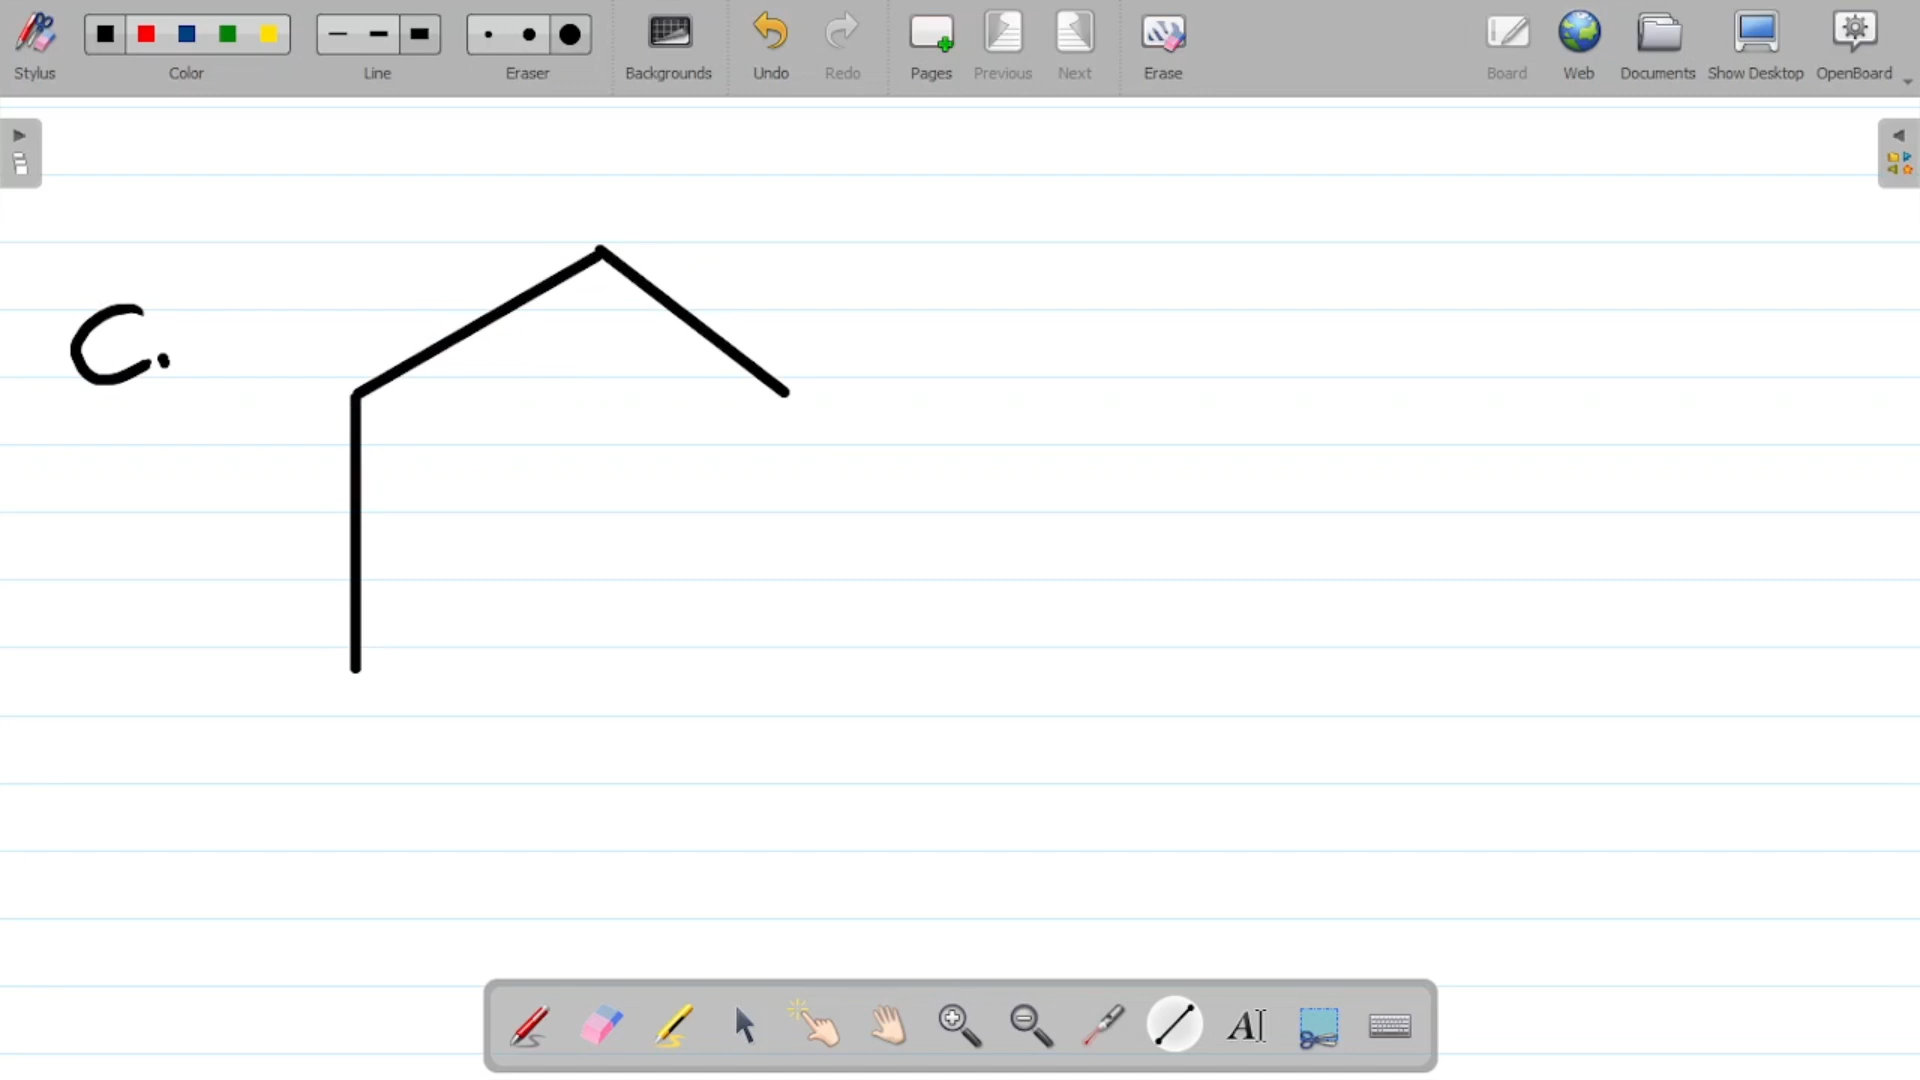 Stylus Color Line Eraser Backgrounds Undo Redo Pages Previous Next Erase Board Web Documents Show Desktop OpenBoard
C.
A